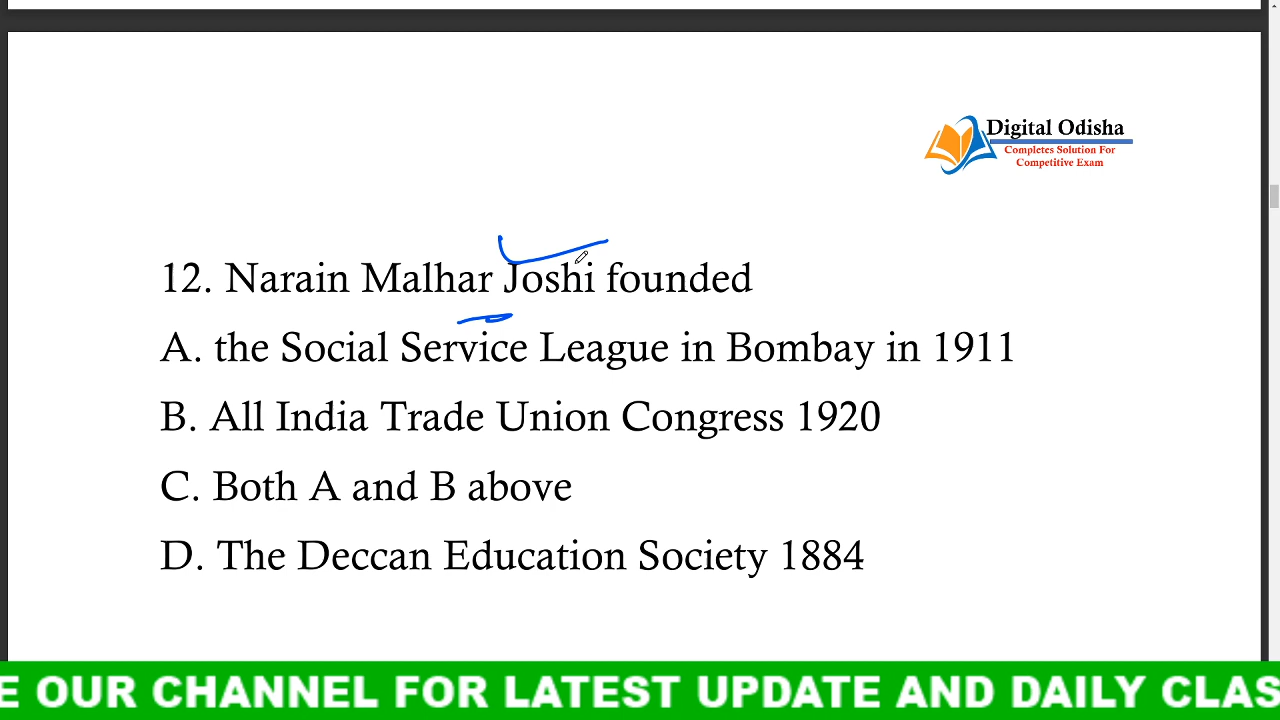 Digital Odisha
Completes Solution For
Competitive Exam
12. Narain Malhar Joshi founded
A. the Social Service League in Bombay in 1911
B. All India Trade Union Congress 1920
C. Both A and B above
D. The Deccan Education Society 1884
E OUR CHANNEL FOR LATEST UPDATE AND DAILY CLAS